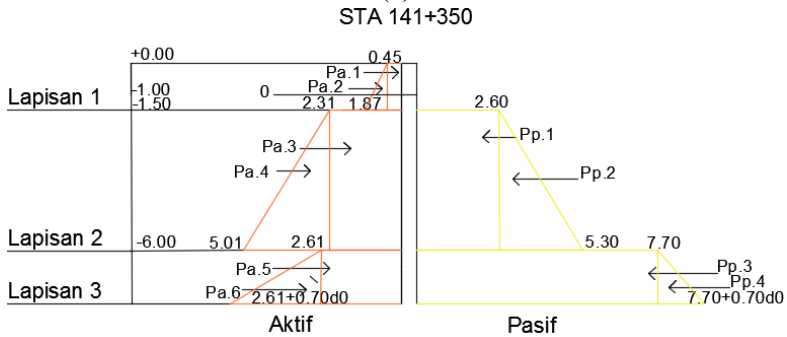 STA 141+350
+0.00
0.45
Pa.1
Pa.2
-1.00
0
Lapisan 1
-1.50
2.31
1.87
2.60
Pa.3
Pp.1
Pa.4
Pp.2
Lapisan 2
-6.00
5.01
2.61
5.30
7.70
Pa.5
Pp.3
Lapisan 3
Pa.6
2.61+0.70d0
Pp.4
7.70+0.70d0
Aktif
Pasif